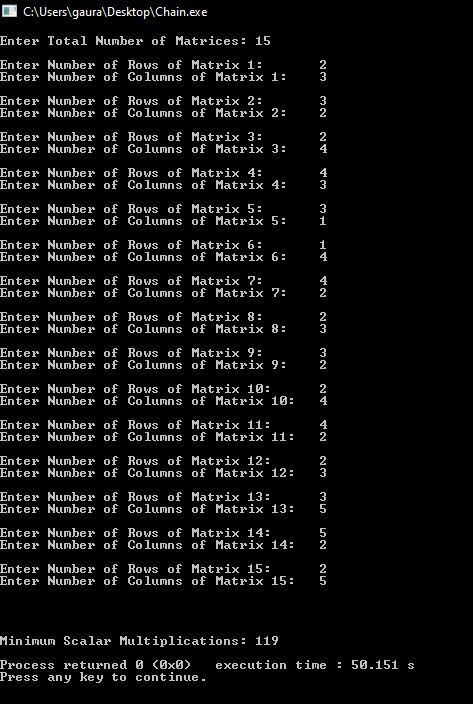 C:\Users\gaura\Desktop\Chain.exe
Enter Total Number of Matrices: 15
Enter Number of Rows of Matrix 1: 2
Enter Number of Columns of Matrix 1: 3
Enter Number of Rows of Matrix 2: 3
Enter Number of Columns of Matrix 2: 2
Enter Number of Rows of Matrix 3: 2
Enter Number of Columns of Matrix 3: 4
Enter Number of Rows of Matrix 4: 4
Enter Number of Columns of Matrix 4: 3
Enter Number of Rows of Matrix 5: 3
Enter Number of Columns of Matrix 5: 1
Enter Number of Rows of Matrix 6: 1
Enter Number of Columns of Matrix 6: 4
Enter Number of Rows of Matrix 7: 4
Enter Number of Columns of Matrix 7: 2
Enter Number of Rows of Matrix 8: 2
Enter Number of Columns of Matrix 8: 3
Enter Number of Rows of Matrix 9: 3
Enter Number of Columns of Matrix 9: 2
Enter Number of Rows of Matrix 10: 2
Enter Number of Columns of Matrix 10: 4
Enter Number of Rows of Matrix 11: 4
Enter Number of Columns of Matrix 11: 2
Enter Number of Rows of Matrix 12: 2
Enter Number of Columns of Matrix 12: 3
Enter Number of Rows of Matrix 13: 3
Enter Number of Columns of Matrix 13: 5
Enter Number of Rows of Matrix 14: 5
Enter Number of Columns of Matrix 14: 2
Enter Number of Rows of Matrix 15: 2
Enter Number of Columns of Matrix 15: 5
Minimum Scalar Multiplications: 119
Process returned 0 (0x0) execution time : 50.151 s
Press any key to continue.